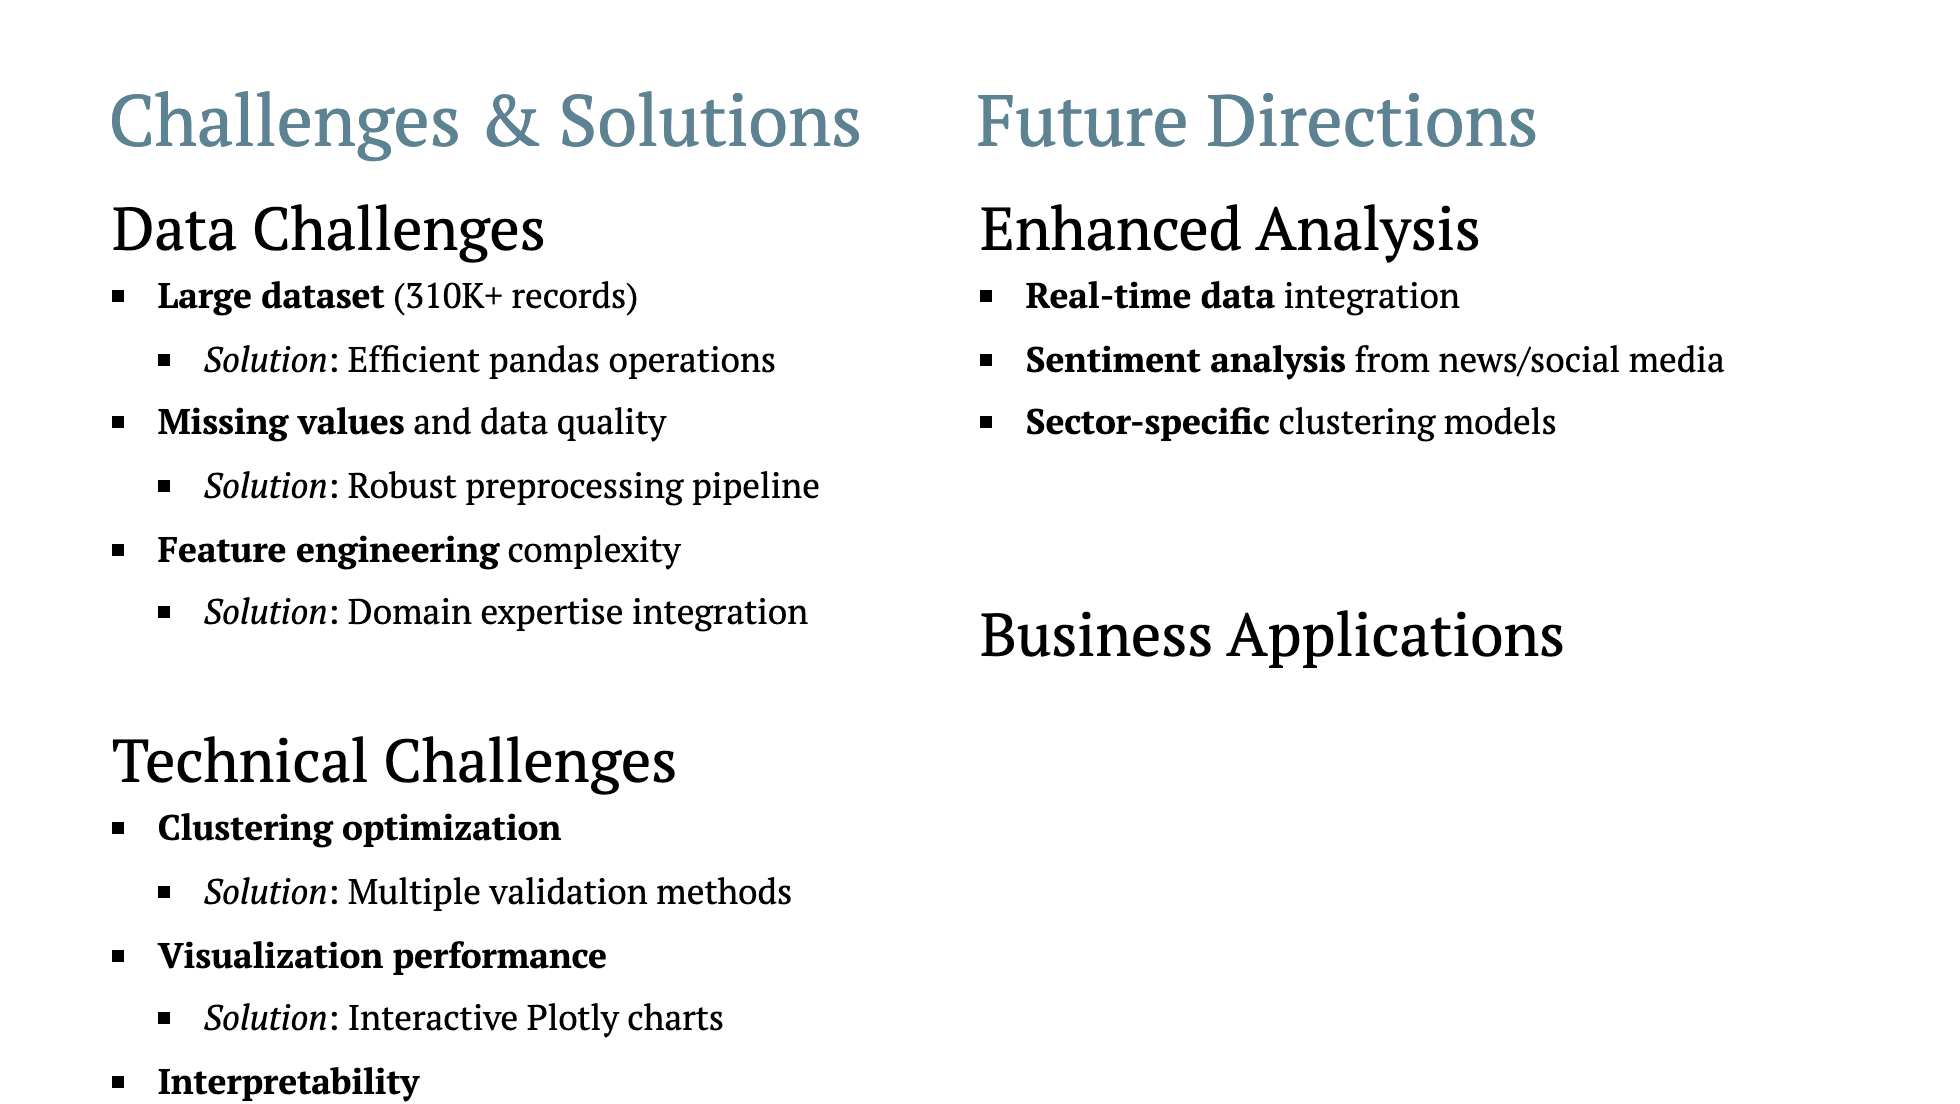 Challenges & Solutions
Data Challenges
Large dataset (310K+ records)
Solution: Efficient pandas operations
Missing values and data quality
Solution: Robust preprocessing pipeline
Feature engineering complexity
Solution: Domain expertise integration
Technical Challenges
Clustering optimization
Solution: Multiple validation methods
Visualization performance
Solution: Interactive Plotly charts
Interpretability
Future Directions
Enhanced Analysis
Real-time data integration
Sentiment analysis from news/social media
Sector-specific clustering models
Business Applications